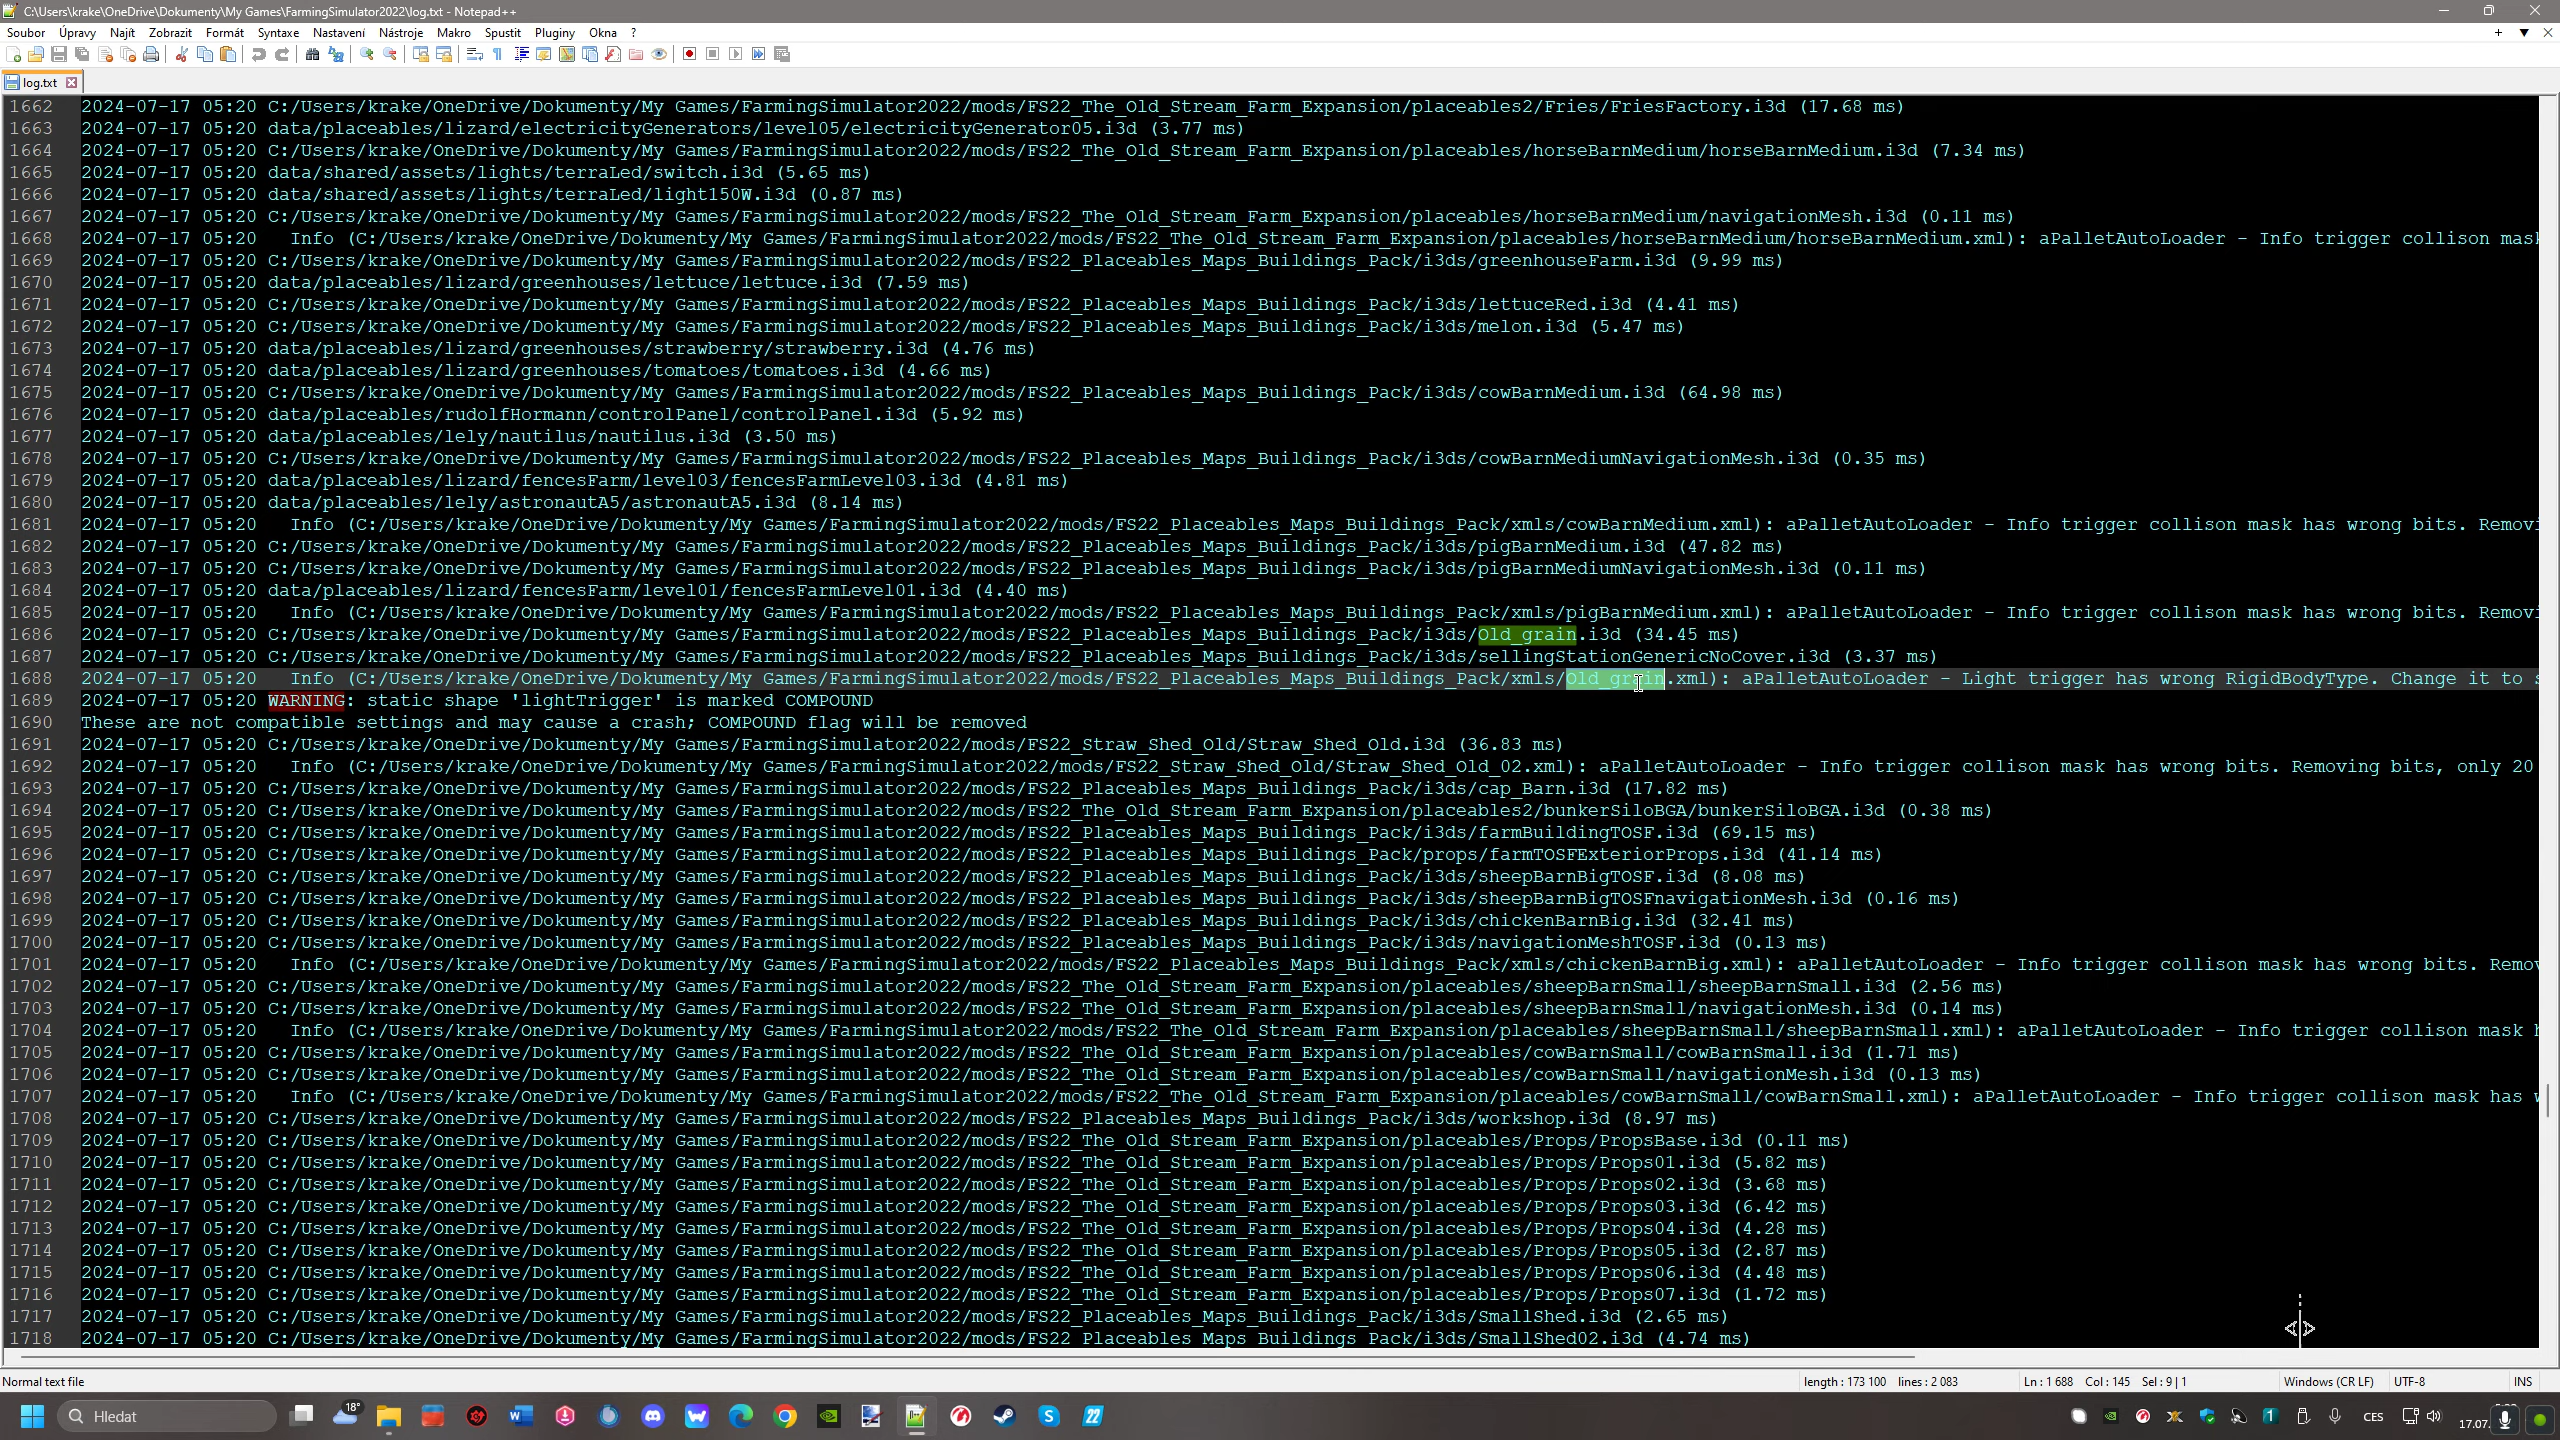 C:\Users\krake\OneDrive\Dokumenty\My Games\FarmingSimulator2022\log.txt - Notepad++
Soubor Úpravy Najít Zobrazit Formát Syntaxe Nastavení Nástroje Makro Spustit Pluginy Okna ?
log.txt
1662 2024-07-17 05:20 C:/Users/krake/OneDrive/Dokumenty/My Games/FarmingSimulator2022/mods/FS22_The_Old_Stream_Farm_Expansion/placeables2/Fries/FriesFactory.i3d (17.68 ms)
1663 2024-07-17 05:20 data/placeables/lizard/electricityGenerators/level05/electricityGenerator05.i3d (3.77 ms)
1664 2024-07-17 05:20 C:/Users/krake/OneDrive/Dokumenty/My Games/FarmingSimulator2022/mods/FS22_The_Old_Stream_Farm_Expansion/placeables/horseBarnMedium/horseBarnMedium.i3d (7.34 ms)
1665 2024-07-17 05:20 data/shared/assets/lights/terraLed/switch.i3d (5.65 ms)
1666 2024-07-17 05:20 data/shared/assets/lights/terraLed/light150W.i3d (0.87 ms)
1667 2024-07-17 05:20 C:/Users/krake/OneDrive/Dokumenty/My Games/FarmingSimulator2022/mods/FS22_The_Old_Stream_Farm_Expansion/placeables/horseBarnMedium/navigationMesh.i3d (0.11 ms)
1668 2024-07-17 05:20   Info (C:/Users/krake/OneDrive/Dokumenty/My Games/FarmingSimulator2022/mods/FS22_The_Old_Stream_Farm_Expansion/placeables/horseBarnMedium/horseBarnMedium.xml): aPalletAutoLoader - Info trigger collison mask
1669 2024-07-17 05:20 C:/Users/krake/OneDrive/Dokumenty/My Games/FarmingSimulator2022/mods/FS22_Placeables_Maps_Buildings_Pack/i3ds/greenhouseFarm.i3d (9.99 ms)
1670 2024-07-17 05:20 data/placeables/lizard/greenhouses/lettuce/lettuce.i3d (7.59 ms)
1671 2024-07-17 05:20 C:/Users/krake/OneDrive/Dokumenty/My Games/FarmingSimulator2022/mods/FS22_Placeables_Maps_Buildings_Pack/i3ds/lettuceRed.i3d (4.41 ms)
1672 2024-07-17 05:20 C:/Users/krake/OneDrive/Dokumenty/My Games/FarmingSimulator2022/mods/FS22_Placeables_Maps_Buildings_Pack/i3ds/melon.i3d (5.47 ms)
1673 2024-07-17 05:20 data/placeables/lizard/greenhouses/strawberry/strawberry.i3d (4.76 ms)
1674 2024-07-17 05:20 data/placeables/lizard/greenhouses/tomatoes/tomatoes.i3d (4.66 ms)
1675 2024-07-17 05:20 C:/Users/krake/OneDrive/Dokumenty/My Games/FarmingSimulator2022/mods/FS22_Placeables_Maps_Buildings_Pack/i3ds/cowBarnMedium.i3d (64.98 ms)
1676 2024-07-17 05:20 data/placeables/rudolfHormann/controlPanel/controlPanel.i3d (5.92 ms)
1677 2024-07-17 05:20 data/placeables/lely/nautilus/nautilus.i3d (3.50 ms)
1678 2024-07-17 05:20 C:/Users/krake/OneDrive/Dokumenty/My Games/FarmingSimulator2022/mods/FS22_Placeables_Maps_Buildings_Pack/i3ds/cowBarnMediumNavigationMesh.i3d (0.35 ms)
1679 2024-07-17 05:20 data/placeables/lizard/fencesFarm/level03/fencesFarmLevel03.i3d (4.81 ms)
1680 2024-07-17 05:20 data/placeables/lely/astronautA5/astronautA5.i3d (8.14 ms)
1681 2024-07-17 05:20   Info (C:/Users/krake/OneDrive/Dokumenty/My Games/FarmingSimulator2022/mods/FS22_Placeables_Maps_Buildings_Pack/xmls/cowBarnMedium.xml): aPalletAutoLoader - Info trigger collison mask has wrong bits. Removi
1682 2024-07-17 05:20 C:/Users/krake/OneDrive/Dokumenty/My Games/FarmingSimulator2022/mods/FS22_Placeables_Maps_Buildings_Pack/i3ds/pigBarnMedium.i3d (47.82 ms)
1683 2024-07-17 05:20 C:/Users/krake/OneDrive/Dokumenty/My Games/FarmingSimulator2022/mods/FS22_Placeables_Maps_Buildings_Pack/i3ds/pigBarnMediumNavigationMesh.i3d (0.11 ms)
1684 2024-07-17 05:20 data/placeables/lizard/fencesFarm/level01/fencesFarmLevel01.i3d (4.40 ms)
1685 2024-07-17 05:20   Info (C:/Users/krake/OneDrive/Dokumenty/My Games/FarmingSimulator2022/mods/FS22_Placeables_Maps_Buildings_Pack/xmls/pigBarnMedium.xml): aPalletAutoLoader - Info trigger collison mask has wrong bits. Removi
1686 2024-07-17 05:20 C:/Users/krake/OneDrive/Dokumenty/My Games/FarmingSimulator2022/mods/FS22_Placeables_Maps_Buildings_Pack/i3ds/Old_grain.i3d (34.45 ms)
1687 2024-07-17 05:20 C:/Users/krake/OneDrive/Dokumenty/My Games/FarmingSimulator2022/mods/FS22_Placeables_Maps_Buildings_Pack/i3ds/sellingStationGenericNoCover.i3d (3.37 ms)
1688 2024-07-17 05:20   Info (C:/Users/krake/OneDrive/Dokumenty/My Games/FarmingSimulator2022/mods/FS22_Placeables_Maps_Buildings_Pack/xmls/Old_grain.xml): aPalletAutoLoader - Light trigger has wrong RigidBodyType. Change it to s
1689 2024-07-17 05:20 WARNING: static shape 'lightTrigger' is marked COMPOUND
1690 These are not compatible settings and may cause a crash; COMPOUND flag will be removed
1691 2024-07-17 05:20 C:/Users/krake/OneDrive/Dokumenty/My Games/FarmingSimulator2022/mods/FS22_Straw_Shed_Old/Straw_Shed_Old.i3d (36.83 ms)
1692 2024-07-17 05:20   Info (C:/Users/krake/OneDrive/Dokumenty/My Games/FarmingSimulator2022/mods/FS22_Straw_Shed_Old/Straw_Shed_Old_02.xml): aPalletAutoLoader - Info trigger collison mask has wrong bits. Removing bits, only 20
1693 2024-07-17 05:20 C:/Users/krake/OneDrive/Dokumenty/My Games/FarmingSimulator2022/mods/FS22_Placeables_Maps_Buildings_Pack/i3ds/cap_Barn.i3d (17.82 ms)
1694 2024-07-17 05:20 C:/Users/krake/OneDrive/Dokumenty/My Games/FarmingSimulator2022/mods/FS22_The_Old_Stream_Farm_Expansion/placeables2/bunkerSiloBGA/bunkerSiloBGA.i3d (0.38 ms)
1695 2024-07-17 05:20 C:/Users/krake/OneDrive/Dokumenty/My Games/FarmingSimulator2022/mods/FS22_Placeables_Maps_Buildings_Pack/i3ds/farmBuildingTOSF.i3d (69.15 ms)
1696 2024-07-17 05:20 C:/Users/krake/OneDrive/Dokumenty/My Games/FarmingSimulator2022/mods/FS22_Placeables_Maps_Buildings_Pack/props/farmTOSFExteriorProps.i3d (41.14 ms)
1697 2024-07-17 05:20 C:/Users/krake/OneDrive/Dokumenty/My Games/FarmingSimulator2022/mods/FS22_Placeables_Maps_Buildings_Pack/i3ds/sheepBarnBigTOSF.i3d (8.08 ms)
1698 2024-07-17 05:20 C:/Users/krake/OneDrive/Dokumenty/My Games/FarmingSimulator2022/mods/FS22_Placeables_Maps_Buildings_Pack/i3ds/sheepBarnBigTOSFnavigationMesh.i3d (0.16 ms)
1699 2024-07-17 05:20 C:/Users/krake/OneDrive/Dokumenty/My Games/FarmingSimulator2022/mods/FS22_Placeables_Maps_Buildings_Pack/i3ds/chickenBarnBig.i3d (32.41 ms)
1700 2024-07-17 05:20 C:/Users/krake/OneDrive/Dokumenty/My Games/FarmingSimulator2022/mods/FS22_Placeables_Maps_Buildings_Pack/i3ds/navigationMeshTOSF.i3d (0.13 ms)
1701 2024-07-17 05:20   Info (C:/Users/krake/OneDrive/Dokumenty/My Games/FarmingSimulator2022/mods/FS22_Placeables_Maps_Buildings_Pack/xmls/chickenBarnBig.xml): aPalletAutoLoader - Info trigger collison mask has wrong bits. Remov
1702 2024-07-17 05:20 C:/Users/krake/OneDrive/Dokumenty/My Games/FarmingSimulator2022/mods/FS22_The_Old_Stream_Farm_Expansion/placeables/sheepBarnSmall/sheepBarnSmall.i3d (2.56 ms)
1703 2024-07-17 05:20 C:/Users/krake/OneDrive/Dokumenty/My Games/FarmingSimulator2022/mods/FS22_The_Old_Stream_Farm_Expansion/placeables/sheepBarnSmall/navigationMesh.i3d (0.14 ms)
1704 2024-07-17 05:20   Info (C:/Users/krake/OneDrive/Dokumenty/My Games/FarmingSimulator2022/mods/FS22_The_Old_Stream_Farm_Expansion/placeables/sheepBarnSmall/sheepBarnSmall.xml): aPalletAutoLoader - Info trigger collison mask h
1705 2024-07-17 05:20 C:/Users/krake/OneDrive/Dokumenty/My Games/FarmingSimulator2022/mods/FS22_The_Old_Stream_Farm_Expansion/placeables/cowBarnSmall/cowBarnSmall.i3d (1.71 ms)
1706 2024-07-17 05:20 C:/Users/krake/OneDrive/Dokumenty/My Games/FarmingSimulator2022/mods/FS22_The_Old_Stream_Farm_Expansion/placeables/cowBarnSmall/navigationMesh.i3d (0.13 ms)
1707 2024-07-17 05:20   Info (C:/Users/krake/OneDrive/Dokumenty/My Games/FarmingSimulator2022/mods/FS22_The_Old_Stream_Farm_Expansion/placeables/cowBarnSmall/cowBarnSmall.xml): aPalletAutoLoader - Info trigger collison mask has w
1708 2024-07-17 05:20 C:/Users/krake/OneDrive/Dokumenty/My Games/FarmingSimulator2022/mods/FS22_Placeables_Maps_Buildings_Pack/i3ds/workshop.i3d (8.97 ms)
1709 2024-07-17 05:20 C:/Users/krake/OneDrive/Dokumenty/My Games/FarmingSimulator2022/mods/FS22_The_Old_Stream_Farm_Expansion/placeables/Props/PropsBase.i3d (0.11 ms)
1710 2024-07-17 05:20 C:/Users/krake/OneDrive/Dokumenty/My Games/FarmingSimulator2022/mods/FS22_The_Old_Stream_Farm_Expansion/placeables/Props/Props01.i3d (5.82 ms)
1711 2024-07-17 05:20 C:/Users/krake/OneDrive/Dokumenty/My Games/FarmingSimulator2022/mods/FS22_The_Old_Stream_Farm_Expansion/placeables/Props/Props02.i3d (3.68 ms)
1712 2024-07-17 05:20 C:/Users/krake/OneDrive/Dokumenty/My Games/FarmingSimulator2022/mods/FS22_The_Old_Stream_Farm_Expansion/placeables/Props/Props03.i3d (6.42 ms)
1713 2024-07-17 05:20 C:/Users/krake/OneDrive/Dokumenty/My Games/FarmingSimulator2022/mods/FS22_The_Old_Stream_Farm_Expansion/placeables/Props/Props04.i3d (4.28 ms)
1714 2024-07-17 05:20 C:/Users/krake/OneDrive/Dokumenty/My Games/FarmingSimulator2022/mods/FS22_The_Old_Stream_Farm_Expansion/placeables/Props/Props05.i3d (2.87 ms)
1715 2024-07-17 05:20 C:/Users/krake/OneDrive/Dokumenty/My Games/FarmingSimulator2022/mods/FS22_The_Old_Stream_Farm_Expansion/placeables/Props/Props06.i3d (4.48 ms)
1716 2024-07-17 05:20 C:/Users/krake/OneDrive/Dokumenty/My Games/FarmingSimulator2022/mods/FS22_The_Old_Stream_Farm_Expansion/placeables/Props/Props07.i3d (1.72 ms)
1717 2024-07-17 05:20 C:/Users/krake/OneDrive/Dokumenty/My Games/FarmingSimulator2022/mods/FS22_Placeables_Maps_Buildings_Pack/i3ds/SmallShed.i3d (2.65 ms)
1718 2024-07-17 05:20 C:/Users/krake/OneDrive/Dokumenty/My Games/FarmingSimulator2022/mods/FS22_Placeables_Maps_Buildings_Pack/i3ds/SmallShed02.i3d (4.74 ms)
Normal text file length : 173 100 lines : 2 083 Ln : 1 688 Col : 145 Sel : 9 | 1 Windows (CR LF) UTF-8 INS
Hledat 18° 22 CES 17.07.